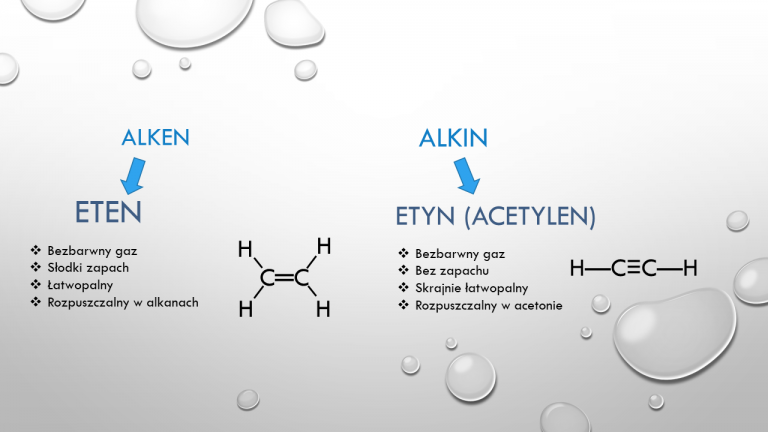 ALKEN
ETEN
❖ Bezbarwny gaz
❖ Słodki zapach
❖ Łatwopalny
❖ Rozpuszczalny w alkanach
H H
C=C
H H
ALKIN
ETYN (ACETYLEN)
❖ Bezbarwny gaz
❖ Bez zapachu
❖ Skrajnie łatwopalny
❖ Rozpuszczalny w acetonie
H—C≡C—H